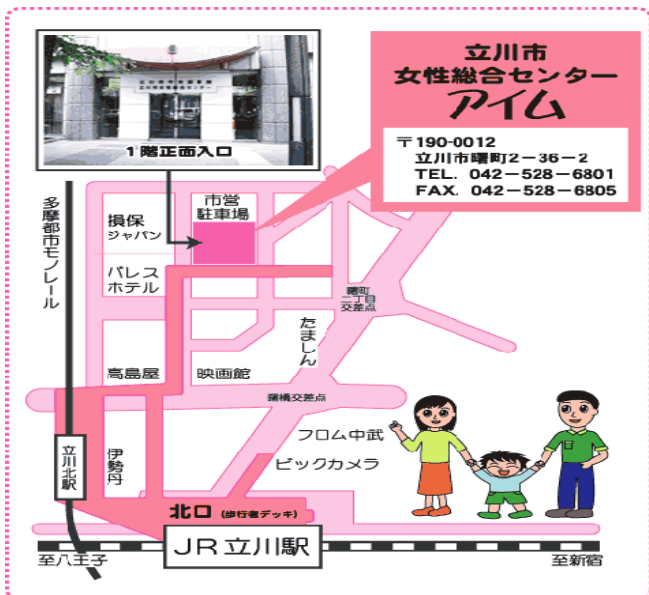 立川市
女性総合センター
アイム
〒190-0012
立川市曙町2-36-2
TEL. 042-528-6801
FAX. 042-528-6805
1階正面入口
多摩都市モノレール
損保
ジャパン
市営
駐車場
パレス
ホテル
曙町
二丁目
交差点
たましん
高島屋
映画館
曙橋交差点
フロム中武
ビックカメラ
立川北駅
伊勢丹
北口 (歩行者デッキ)
JR立川駅
至八王子
至新宿